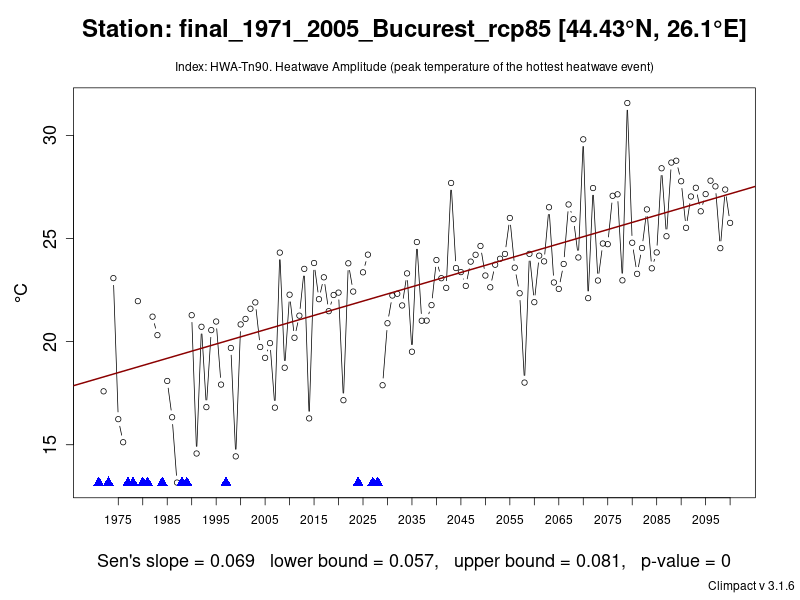 Station: final_1971_2005_Bucurest_rcp85 [44.43°N, 26.1°E]
Index: HWA-Tn90. Heatwave Amplitude (peak temperature of the hottest heatwave event)
°C
30
25
20
15
1975 1985 1995 2005 2015 2025 2035 2045 2055 2065 2075 2085 2095
Sen's slope = 0.069 lower bound = 0.057, upper bound = 0.081, p-value = 0
Climpact v 3.1.6